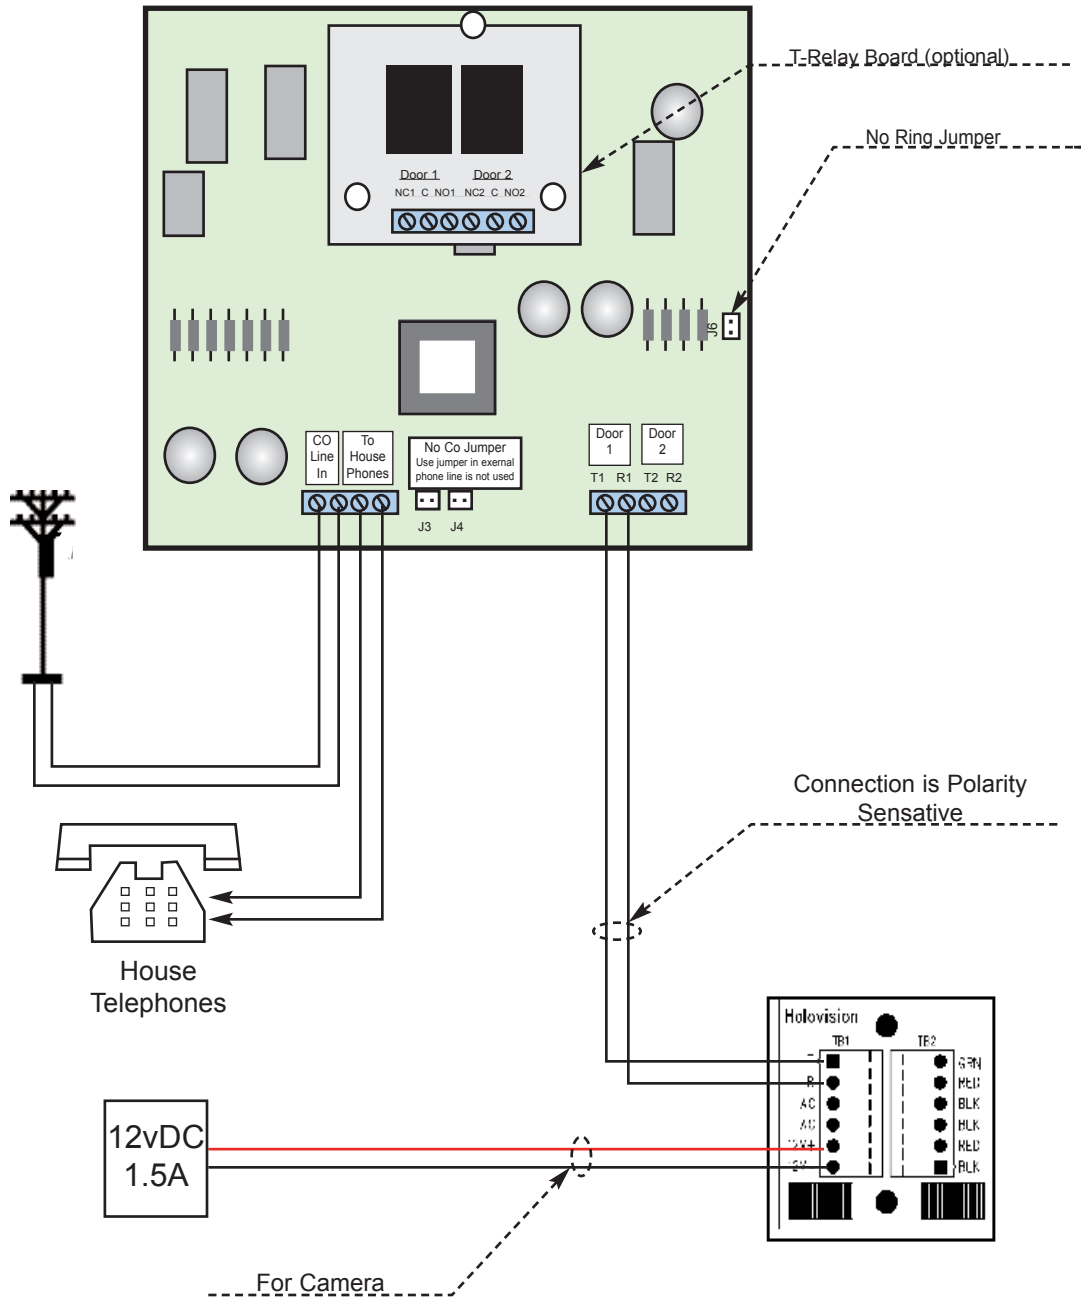 T-Relay Board (optional)
No Ring Jumper
Door 1 Door 2
NC1 C NO1 NC2 C NO2
J6
CO
Line
In
To
House
Phones
No Co Jumper
Use jumper in exernal
phone line is not used
J3 J4
Door
1
Door
2
T1 R1 T2 R2
Connection is Polarity
Sensative
House
Telephones
12vDC
1.5A
For Camera
Holovision
TB1 TB2
GRN
R RED
AC BLK
AC BLK
12V+ RED
BLK